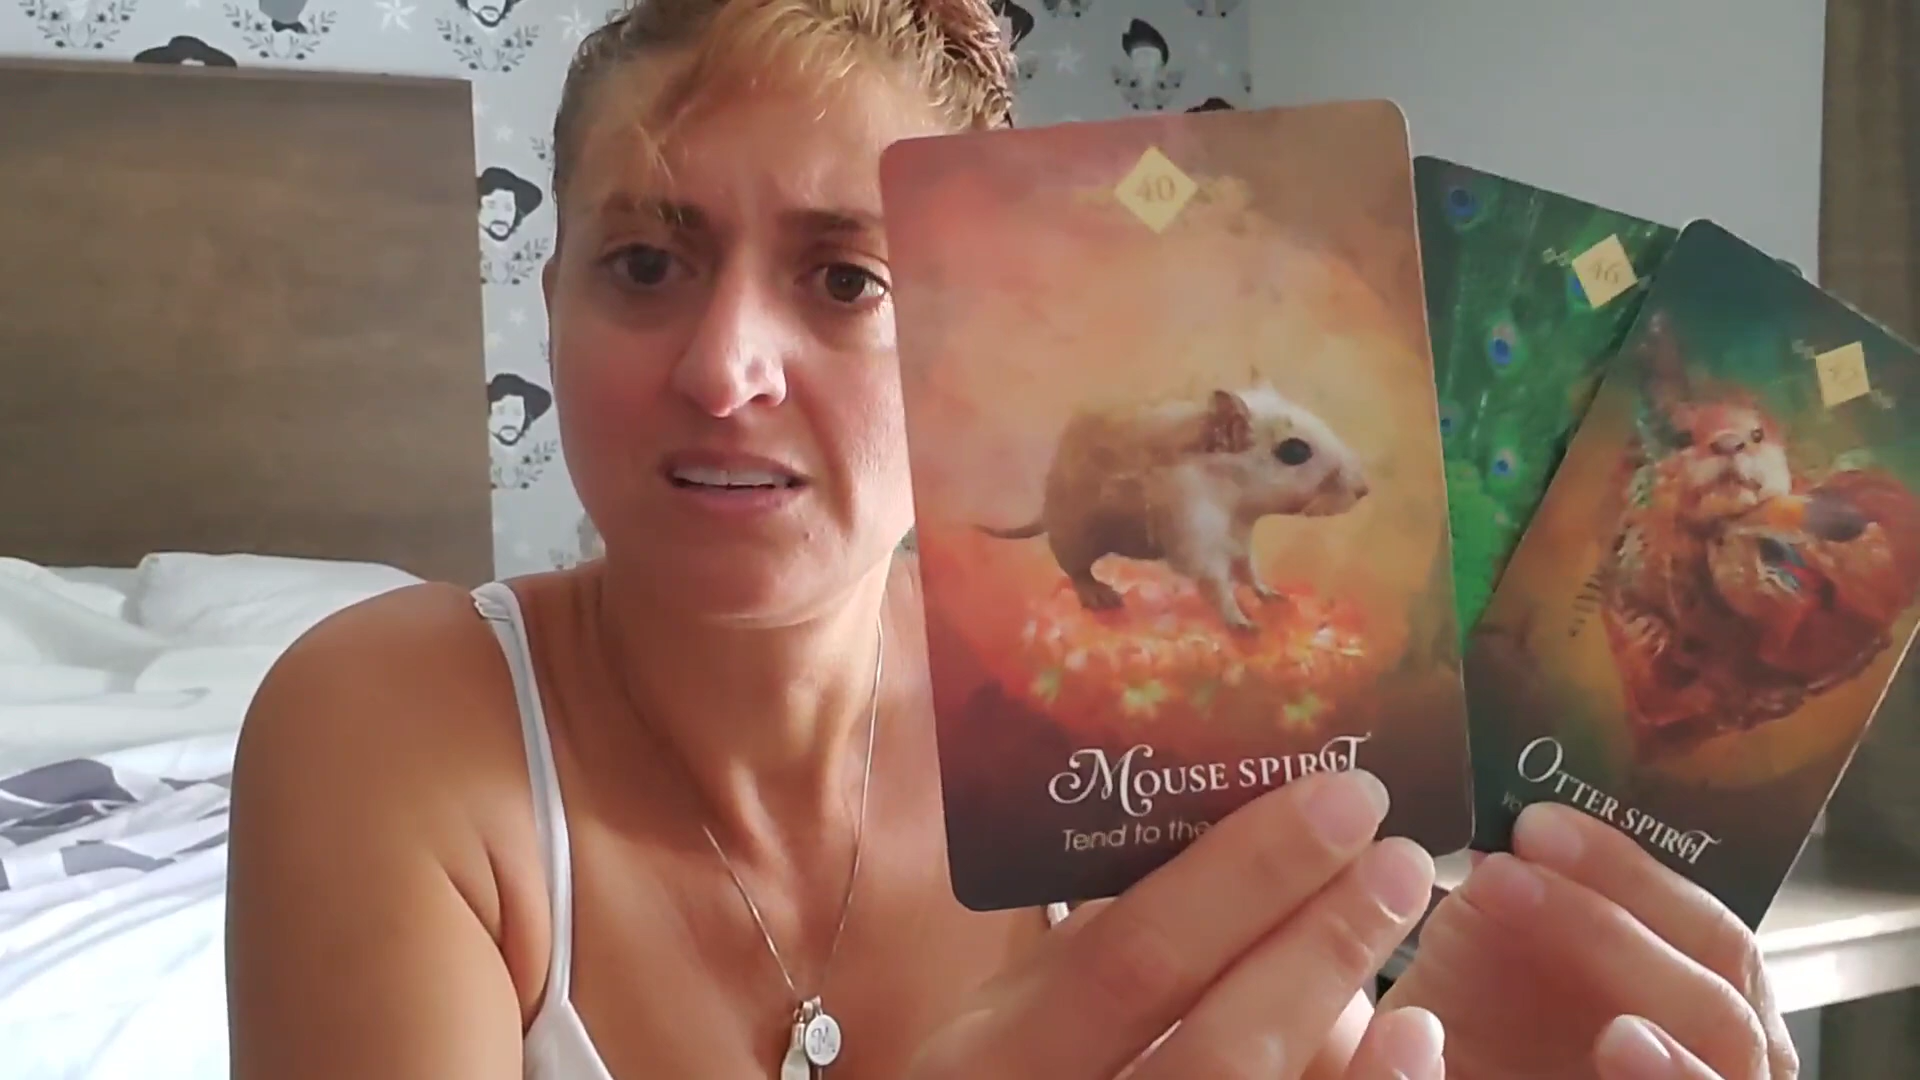 40
MOUSE SPIRIT
Tend to the
46
OTTER SPIRIT